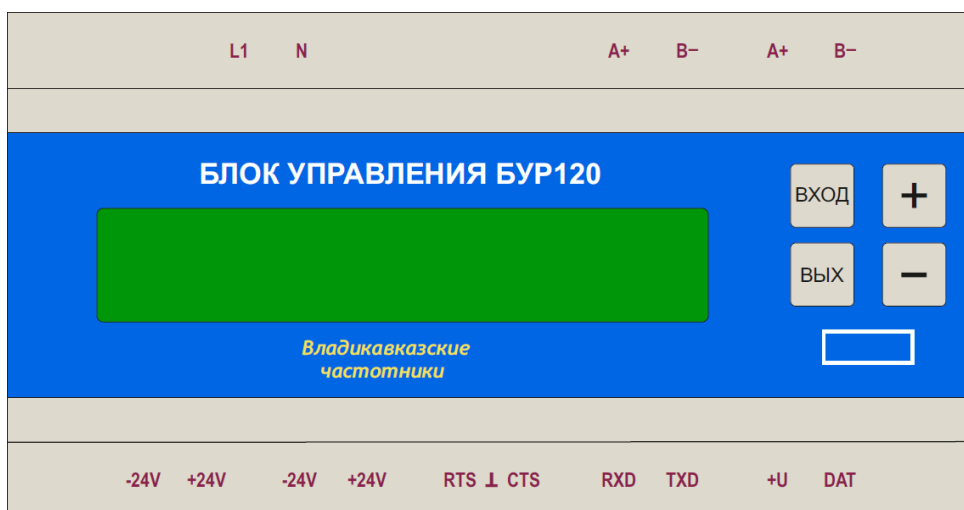 L1 N A+ B– A+ B–
БЛОК УПРАВЛЕНИЯ БУР120
ВХОД +
ВЫХ –
Владикавказские
частотники
-24V +24V -24V +24V RTS ⊥ CTS RXD TXD +U DAT